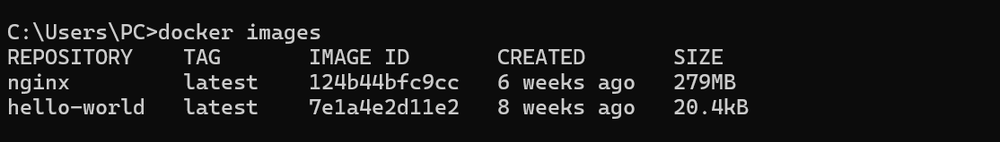 C:\Users\PC>docker images
REPOSITORY    TAG       IMAGE ID       CREATED       SIZE
nginx         latest    124b44bfc9cc   6 weeks ago   279MB
hello-world   latest    7e1a4e2d11e2   8 weeks ago   20.4kB